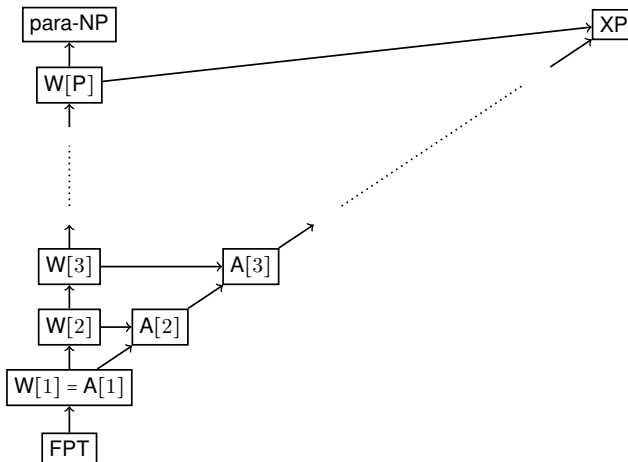 para-NP
XP
W[P]
W[3]
A[3]
W[2]
A[2]
W[1] = A[1]
FPT